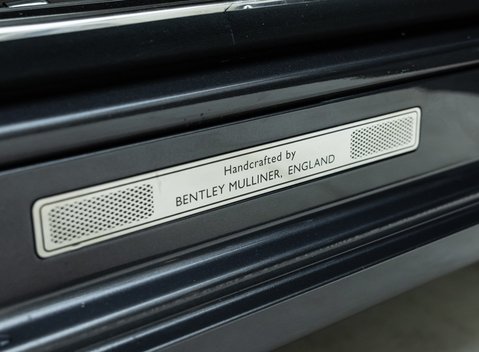 Handcrafted by
BENTLEY MULLINER, ENGLAND